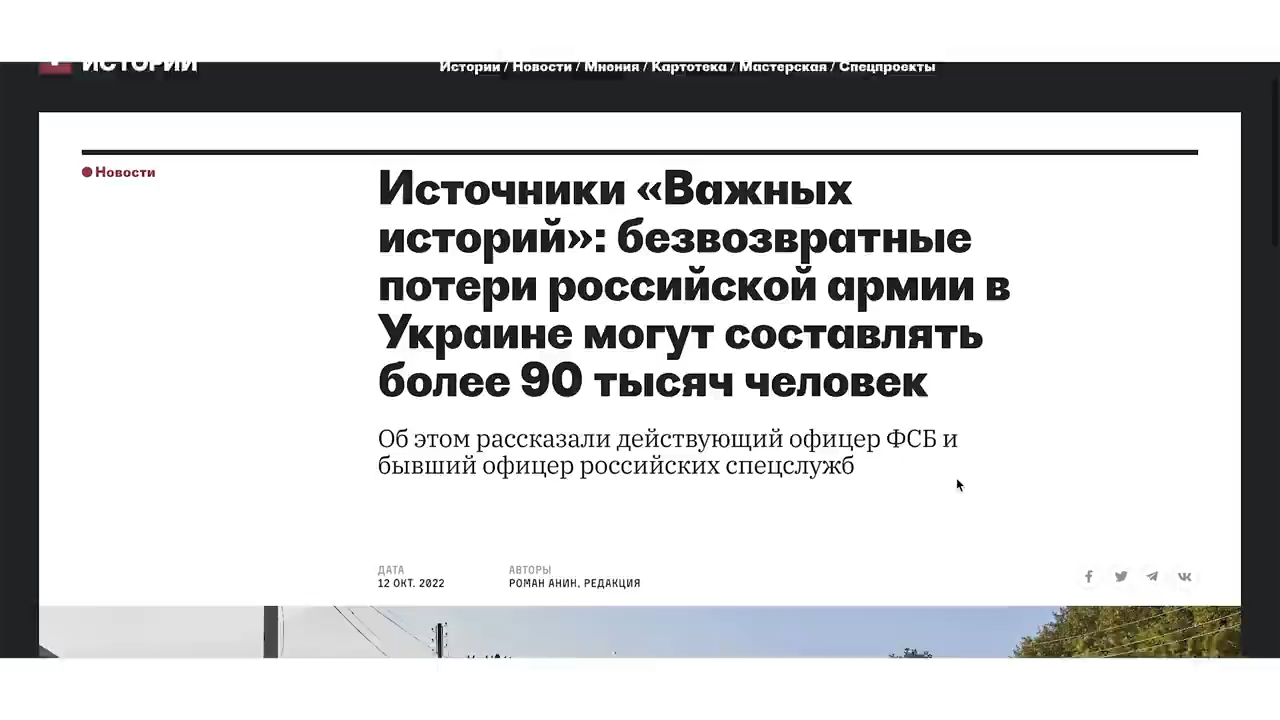 ИСТОРИИ
Истории / Новости / Мнения / Картотека / Мастерская / Спецпроекты
Новости
Источники «Важных
историй»: безвозвратные
потери российской армии в
Украине могут составлять
более 90 тысяч человек
Об этом рассказали действующий офицер ФСБ и
бывший офицер российских спецслужб
ДАТА
12 ОКТ. 2022
АВТОРЫ
РОМАН АНИН, РЕДАКЦИЯ